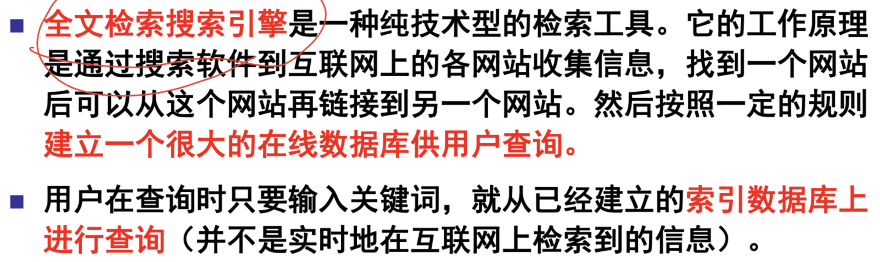 全文检索搜索引擎是一种纯技术型的检索工具。它的工作原理
是通过搜索软件到互联网上的各网站收集信息，找到一个网站
后可以从这个网站再链接到另一个网站。然后按照一定的规则
建立一个很大的在线数据库供用户查询。
用户在查询时只要输入关键词，就从已经建立的索引数据库上
进行查询（并不是实时地在互联网上检索到的信息）。